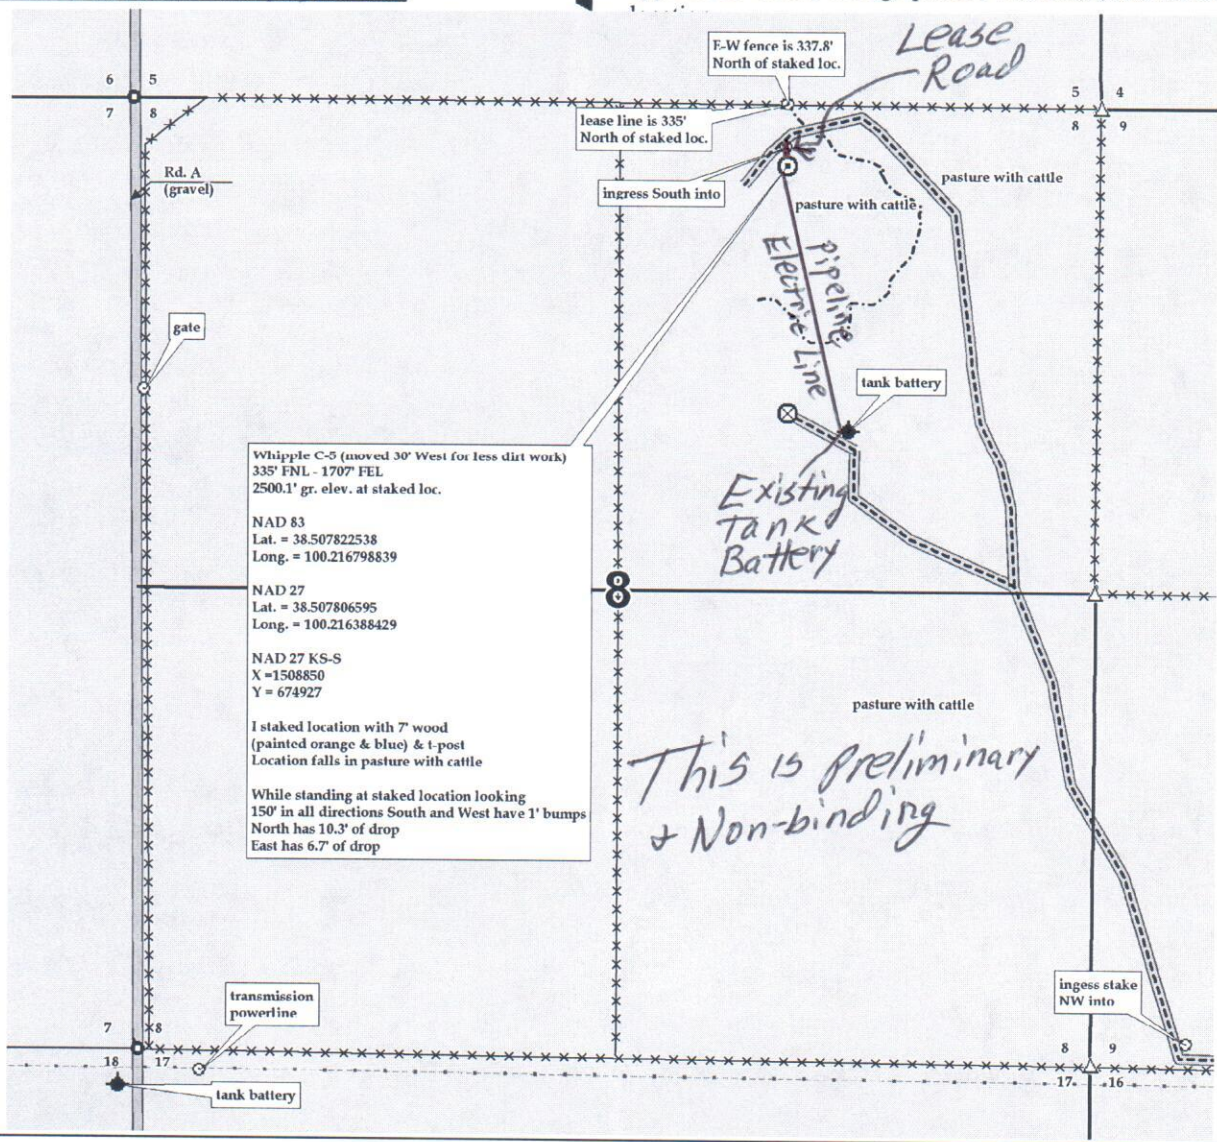 E-W fence is 337.8'
North of staked loc.
Lease
Road
6 5
7 8
5 4
8 9
lease line is 335'
North of staked loc.
Rd. A
(gravel)
ingress South into
pasture with cattle
pasture with cattle
Pipeline
Electric Line
gate
tank battery
Existing
Tank
Battery
Whipple C-5 (moved 30' West for less dirt work)
335' FNL - 1707' FEL
2500.1' gr. elev. at staked loc.
NAD 83
Lat. = 38.507822538
Long. = 100.216798839
NAD 27
Lat. = 38.507806595
Long. = 100.216388429
NAD 27 KS-S
X =1508850
Y = 674927
I staked location with 7' wood
(painted orange & blue) & t-post
Location falls in pasture with cattle
While standing at staked location looking
150' in all directions South and West have 1' bumps
North has 10.3' of drop
East has 6.7' of drop
8
pasture with cattle
This is preliminary
& Non-binding
ingess stake
NW into
transmission
powerline
7 8
18 17
8 9
17 16
tank battery